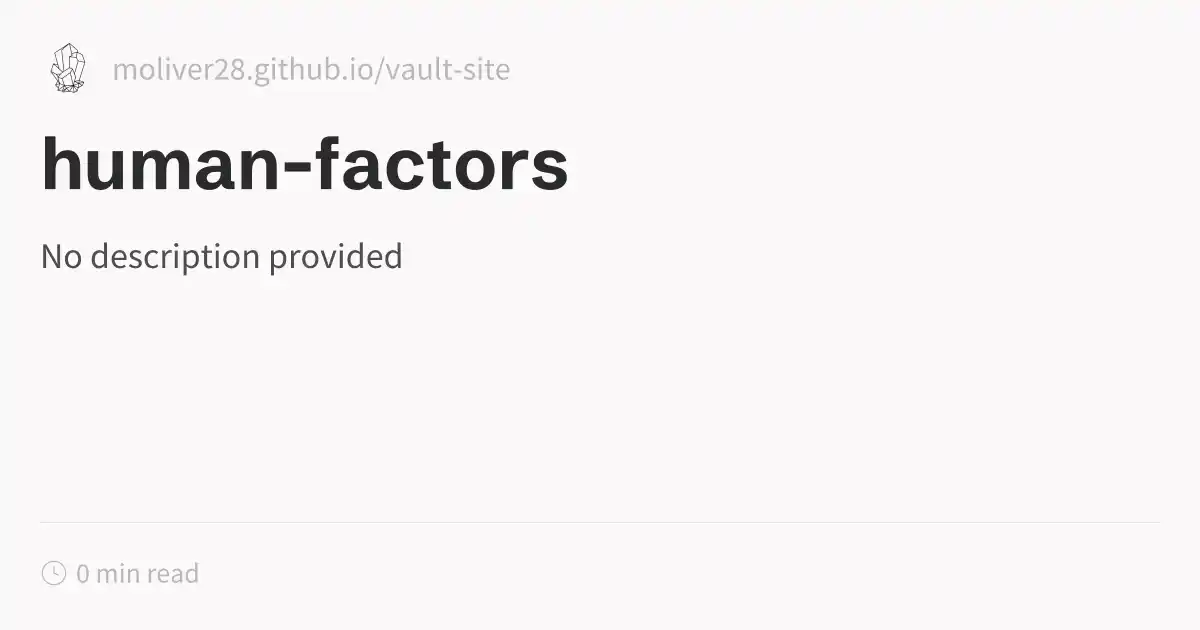 moliver28.github.io/vault-site
human-factors
No description provided
0 min read